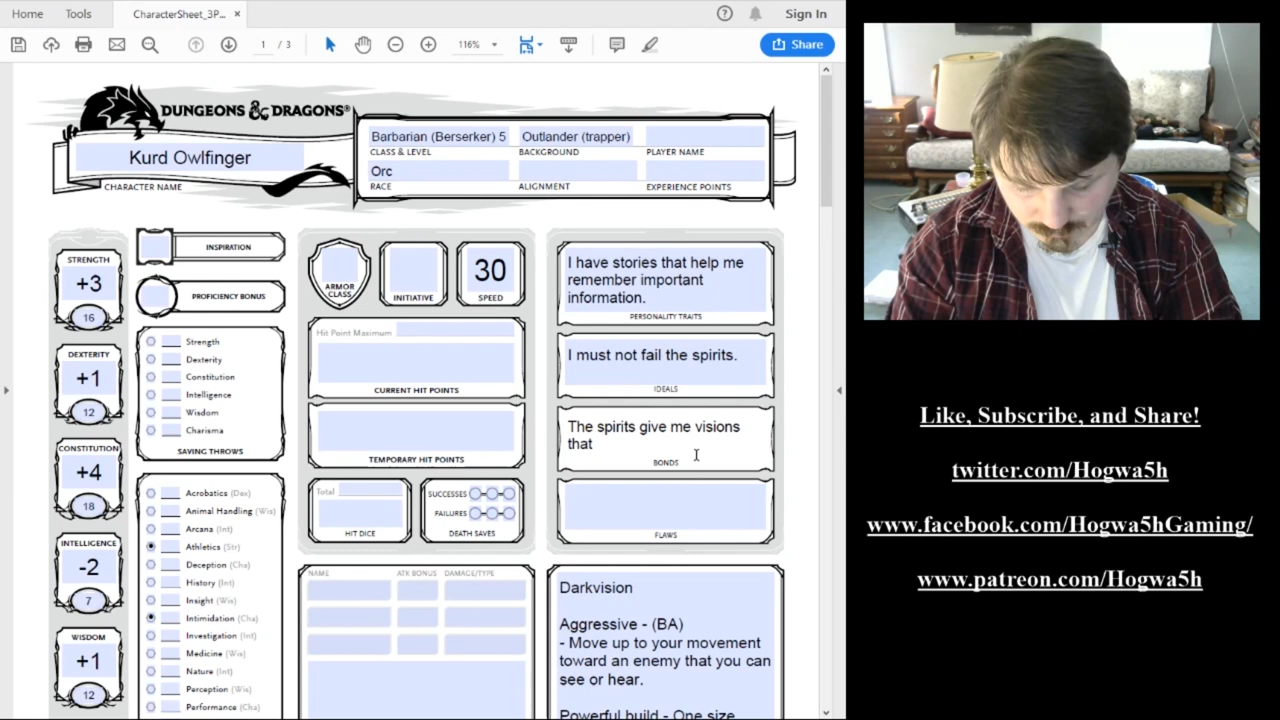 Home Tools CharacterSheet_3P... × Sign In
1 / 3 116% Share
DUNGEONS & DRAGONS®
Kurd Owlfinger
CHARACTER NAME
Barbarian (Berserker) 5 Outlander (trapper)
CLASS & LEVEL BACKGROUND PLAYER NAME
Orc
RACE ALIGNMENT EXPERIENCE POINTS
STRENGTH
+3
16
DEXTERITY
+1
12
CONSTITUTION
+4
18
INTELLIGENCE
-2
7
WISDOM
+1
12
INSPIRATION
PROFICIENCY BONUS
Strength
Dexterity
Constitution
Intelligence
Wisdom
Charisma
SAVING THROWS
Acrobatics (Dex)
Animal Handling (Wis)
Arcana (Int)
Athletics (Str)
Deception (Cha)
History (Int)
Insight (Wis)
Intimidation (Cha)
Investigation (Int)
Medicine (Wis)
Nature (Int)
Perception (Wis)
Performance (Cha)
ARMOR
CLASS
INITIATIVE
30
SPEED
Hit Point Maximum
CURRENT HIT POINTS
TEMPORARY HIT POINTS
Total
HIT DICE
SUCCESSES
FAILURES
DEATH SAVES
NAME ATK BONUS DAMAGE/TYPE
I have stories that help me
remember important
information.
PERSONALITY TRAITS
I must not fail the spirits.
IDEALS
The spirits give me visions
that
BONDS
FLAWS
Darkvision
Aggressive - (BA)
- Move up to your movement
toward an enemy that you can
see or hear.
Powerful build - One size
Like, Subscribe, and Share!
twitter.com/Hogwa5h
www.facebook.com/Hogwa5hGaming/
www.patreon.com/Hogwa5h